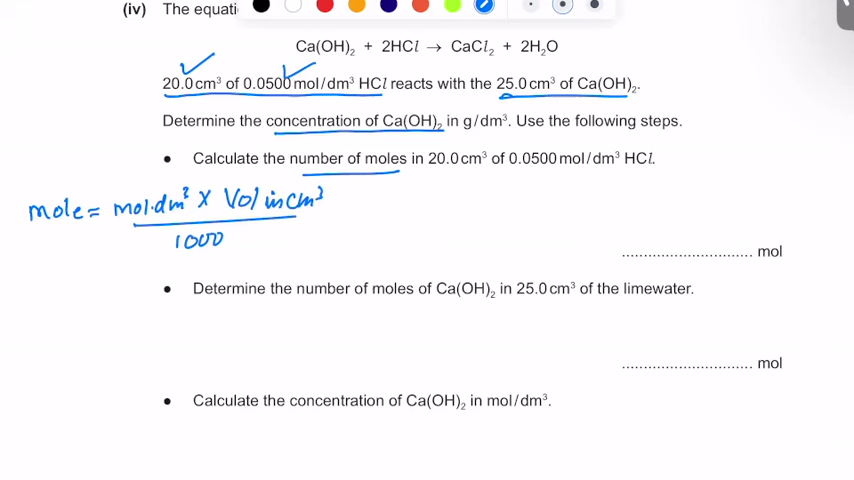 (iv) The equati
Ca(OH)₂ + 2HCl → CaCl₂ + 2H₂O
20.0 cm³ of 0.0500 mol/dm³ HCl reacts with the 25.0 cm³ of Ca(OH)₂.
Determine the concentration of Ca(OH)₂ in g/dm³. Use the following steps.
• Calculate the number of moles in 20.0 cm³ of 0.0500 mol/dm³ HCl.
mole = mol.dm³ × Vol in cm³
1000
.............................. mol
• Determine the number of moles of Ca(OH)₂ in 25.0 cm³ of the limewater.
.............................. mol
• Calculate the concentration of Ca(OH)₂ in mol/dm³.